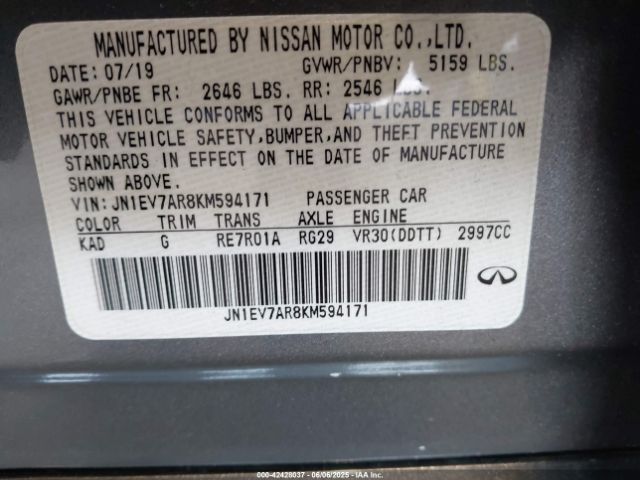 MANUFACTURED BY NISSAN MOTOR CO.,LTD.
DATE: 07/19 GVWR/PNBV: 5159 LBS.
GAWR/PNBE FR: 2646 LBS. RR: 2546 LBS.
THIS VEHICLE CONFORMS TO ALL APPLICABLE FEDERAL
MOTOR VEHICLE SAFETY,BUMPER,AND THEFT PREVENTION
STANDARDS IN EFFECT ON THE DATE OF MANUFACTURE
SHOWN ABOVE.
VIN: JN1EV7AR8KM594171 PASSENGER CAR
COLOR TRIM TRANS AXLE ENGINE
KAD G RE7R01A RG29 VR30(DDTT) 2997CC
JN1EV7AR8KM594171
000-42428037 - 06/06/2025 - IAA Inc.